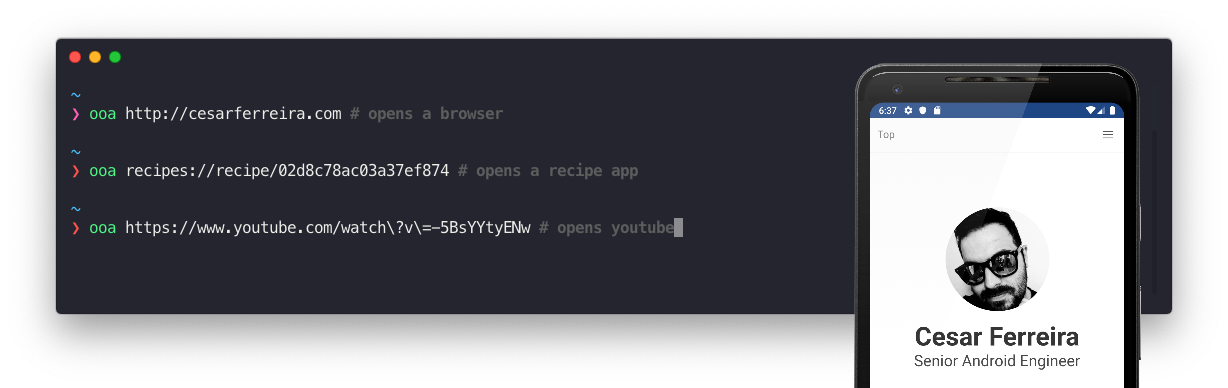 ~
❯ ooa http://cesarferreira.com # opens a browser
~
❯ ooa recipes://recipe/02d8c78ac03a37ef874 # opens a recipe app
~
❯ ooa https://www.youtube.com/watch\?v\=-5BsYYtyENw # opens youtube
6:37
Top
Cesar Ferreira
Senior Android Engineer